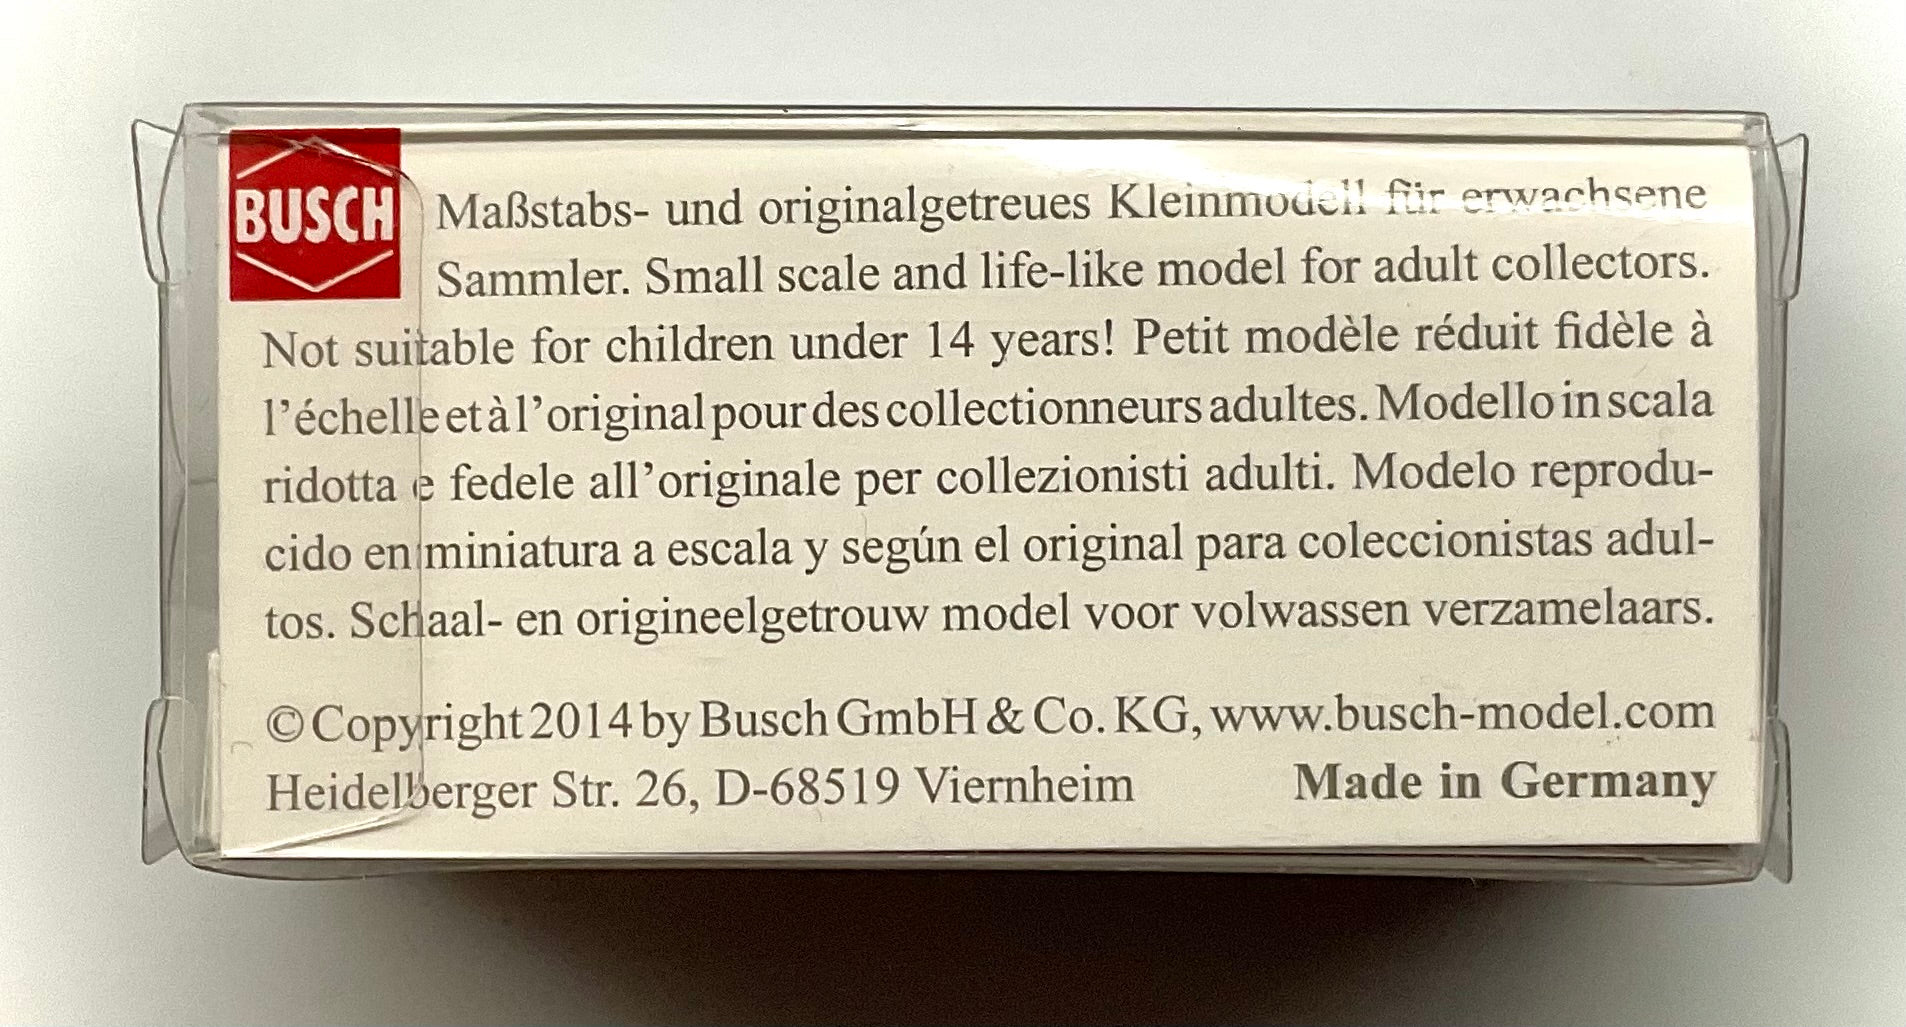 BUSCH
Maßstabs- und originalgetreues Kleinmodell für erwachsene
Sammler. Small scale and life-like model for adult collectors.
Not suitable for children under 14 years! Petit modèle réduit fidèle à
l'échelle et à l'original pour des collectionneurs adultes. Modello in scala
ridotta e fedele all'originale per collezionisti adulti. Modelo reprodu-
cido en miniatura a escala y según el original para coleccionistas adul-
tos. Schaal- en origineelgetrouw model voor volwassen verzamelaars.
© Copyright 2014 by Busch GmbH & Co. KG, www.busch-model.com
Heidelberger Str. 26, D-68519 Viernheim Made in Germany